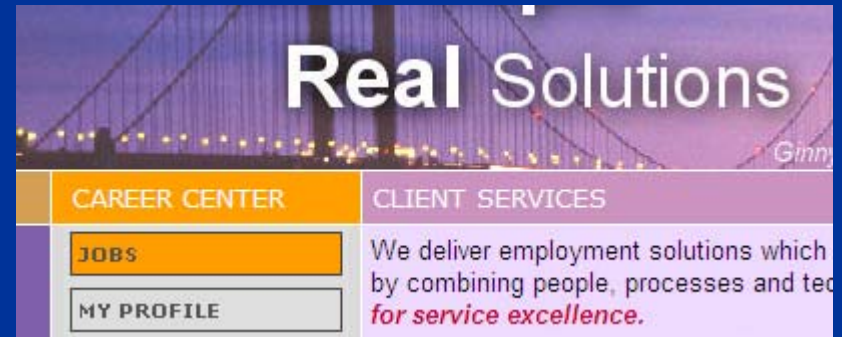 Real Solutions
Ginny
CAREER CENTER
CLIENT SERVICES
JOBS
MY PROFILE
We deliver employment solutions which
by combining people, processes and tec
for service excellence.